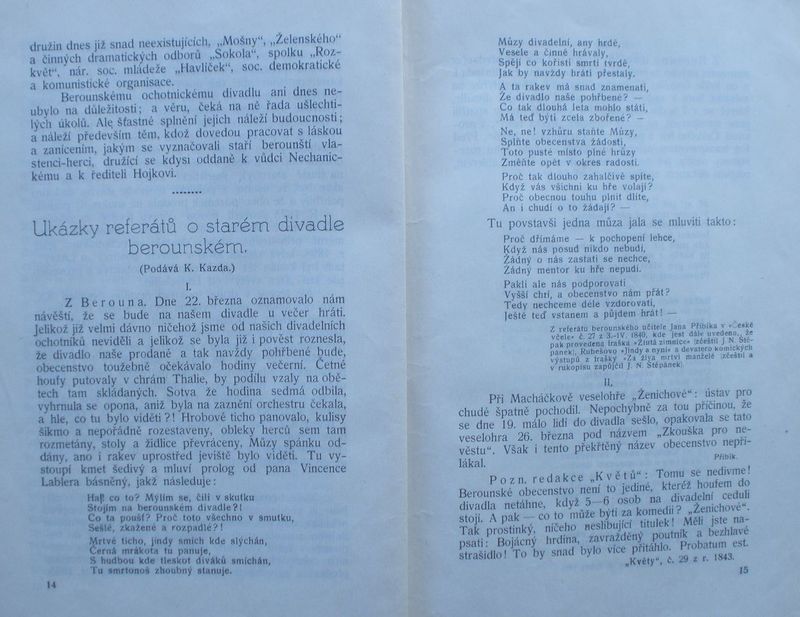 družin dnes již snad neexistujících, „Mošny“, „Želenského“
a činných dramatických odborů „Sokola“, spolku „Roz-
květ“, nár. soc. mládeže „Havlíček“, soc. demokratické
a komunistické organisace.
Berounskému ochotnickému divadlu ani dnes ne-
ubylo na důležitosti; a věru, čeká na ně řada ušlechti-
lých úkolů. Ale šťastné splnění jejich náleží budoucnosti;
a náleží především těm, kdož dovedou pracovat s láskou
a zanícením, jakým se vyznačovali staří berounští vla-
stenci-herci, družící se kdysi oddaně k vůdci Nechanic-
kému a k řediteli Hojkovi.
Ukázky referátů o starém divadle
berounském.
(Podává K. Kazda.)
I.
Z Berouna. Dne 22. března oznamovalo nám
návěští, že se bude na našem divadle u večer hráti.
Jelikož již velmi dávno ničehož jsme od našich divadelních
ochotníků neviděli a jelikož se byla již i pověst roznesla,
že divadlo naše prodané a tak navždy pohřbené bude,
obecenstvo toužebně očekávalo hodiny večerní. Četné
houfy putovaly v chrám Thalie, by podílu vzaly na obě-
tech tam skládaných. Sotva že hodina sedmá odbila,
vyhrnula se opona, aniž byla na zaznění orchestru čekala,
a hle, co tu bylo viděti?! Hrobové ticho panovalo, kulisy
šikmo a nepořádně rozestaveny, obleky herců sem tam
rozmetány, stoly a židlice převráceny, Múzy spánku od-
dány, ano i rakev uprostřed jeviště bylo viděti. Tu vy-
stoupí kmet šedivý a mluví prolog od pana Vincence
Lablera básněný, jakž následuje:
Ha, co to? Mýlím se, čili v skutku
Stojím na berounském divadle?!
Co ta poušť? Proč toto všechno v smutku,
Sešlé, zkažené a rozpadlé?!
Mrtvé ticho, jindy smích kde slýchán,
Černá mrákota tu panuje,
S hudbou kde tleskot diváků smíchán,
Tu smrtonoš zhoubný stanuje.
14
Múzy divadelní, any hrdě,
Vesele a činně hrávaly,
Spějí co kořistí smrti tvrdě,
Jak by navždy hráti přestaly.
A ta rakev má snad znamenati,
Že divadlo naše pohřbené? —
Co tak dlouhá leta mohlo státi,
Má teď býti zcela zbořené? —
Ne, ne! vzhůru staňte Múzy,
Splňte obecenstva žádosti,
Toto pusté místo plné hrůzy
Změňte opět v okres radosti.
Proč tak dlouho zahalčivě spíte,
Když vás všichni ku hře volají?
Proč obecnou touhu plnit dlíte,
An i chudí o to žádají? —
Tu povstavši jedna múza jala se mluviti takto:
Proč dřímáme — k pochopení lehce,
Když nás posud nikdo nebudí,
Žádný o nás zastati se nechce,
Žádný mentor ku hře nepudí.
Pakli ale nás podporovati
Vyšší chtí, a obecenstvo nám přát?
Tedy nechceme déle vzdorovati,
Ještě teď vstanem a půjdem hrát! —
Z referátu berounského učitele Jana Přibíka v »České
včele« č. 27 z 3.-IV. 1840, kde jest dále uvedeno, že
pak provedena fraška »Žlutá zimnice« (zčeštil J. N. Ště-
pánek), Rubešovo »Jindy a nyní« a devatero komických
výstupů z frašky »Za živa mrtví manželé (zčeštil a
v rukopisu zapůjčil J. N. Štěpánek).
II.
Při Macháčkově veselohře „Ženichové“: ústav pro
chudé špatně pochodil. Nepochybně za tou příčinou, že
se dne 19. málo lidí do divadla sešlo, opakovala se tato
veselohra 26. března pod názvem „Zkouška pro ne-
věstu“. Však i tento překřtěný název obecenstvo nepři-
lákal.
Přibík.
Pozn. redakce „Květů“: Tomu se nedivme!
Berounské obecenstvo není to jediné, kteréž houfem do
divadla netáhne, když 5—6 osob na divadelní ceduli
stojí. A pak — co to může býti za komedii? „Ženichové“.
Tak prostinký, ničeho neslibující titulek! Měli jste na-
psati: Bojácný hrdina, zavražděný poutník a bezhlavé
strašidlo! To by snad bylo více přitáhlo. Probatum est.
„Květy“, č. 29 z r. 1843.
15